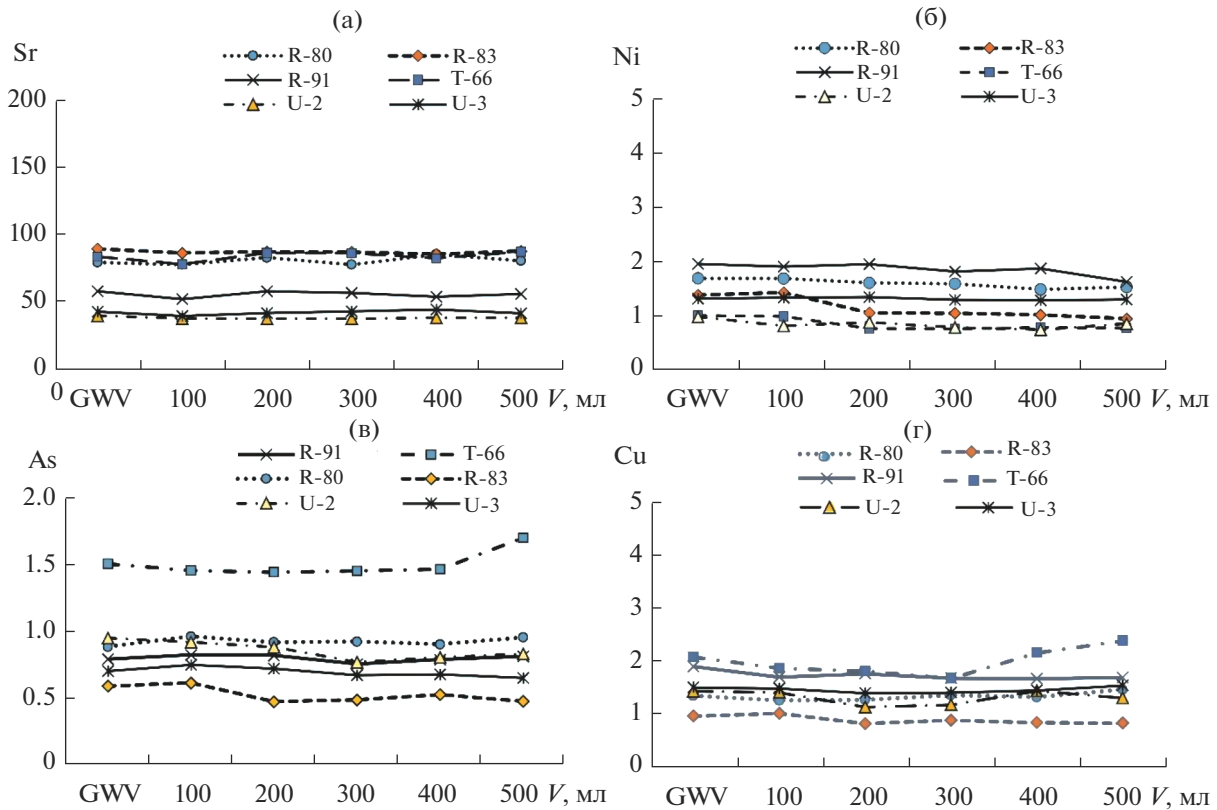 (а)
Sr
R-80 R-83
R-91 T-66
U-2 U-3
200
150
100
50
0
0 GWV 100 200 300 400 500 V, мл
(б)
Ni
R-80 R-83
R-91 T-66
U-2 U-3
5
4
3
2
1
0
GWV 100 200 300 400 500 V, мл
(в)
As
R-91 T-66
R-80 R-83
U-2 U-3
2.0
1.5
1.0
0.5
0
GWV 100 200 300 400 500 V, мл
(г)
Cu
R-80 R-83
R-91 T-66
U-2 U-3
5
4
3
2
1
0
GWV 100 200 300 400 500 V, мл